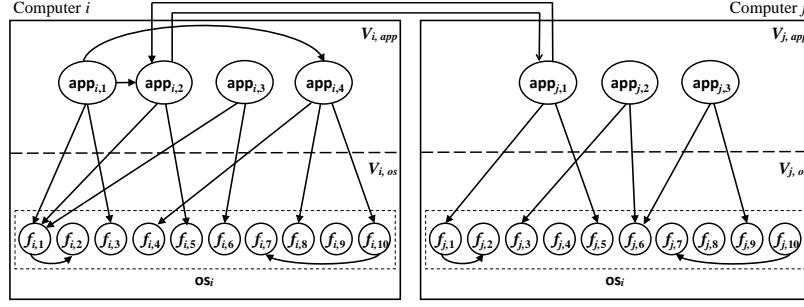 Computer i
Computer j
V_{i, app}
V_{j, app}
app_{i,1}
app_{i,2}
app_{i,3}
app_{i,4}
app_{j,1}
app_{j,2}
app_{j,3}
V_{i, os}
V_{j, o
f_{i,1} f_{i,2} f_{i,3} f_{i,4} f_{i,5} f_{i,6} f_{i,7} f_{i,8} f_{i,9} f_{i,10}
f_{j,1} f_{j,2} f_{j,3} f_{j,4} f_{j,5} f_{j,6} f_{j,7} f_{j,8} f_{j,9} f_{j,10}
os_i
os_i